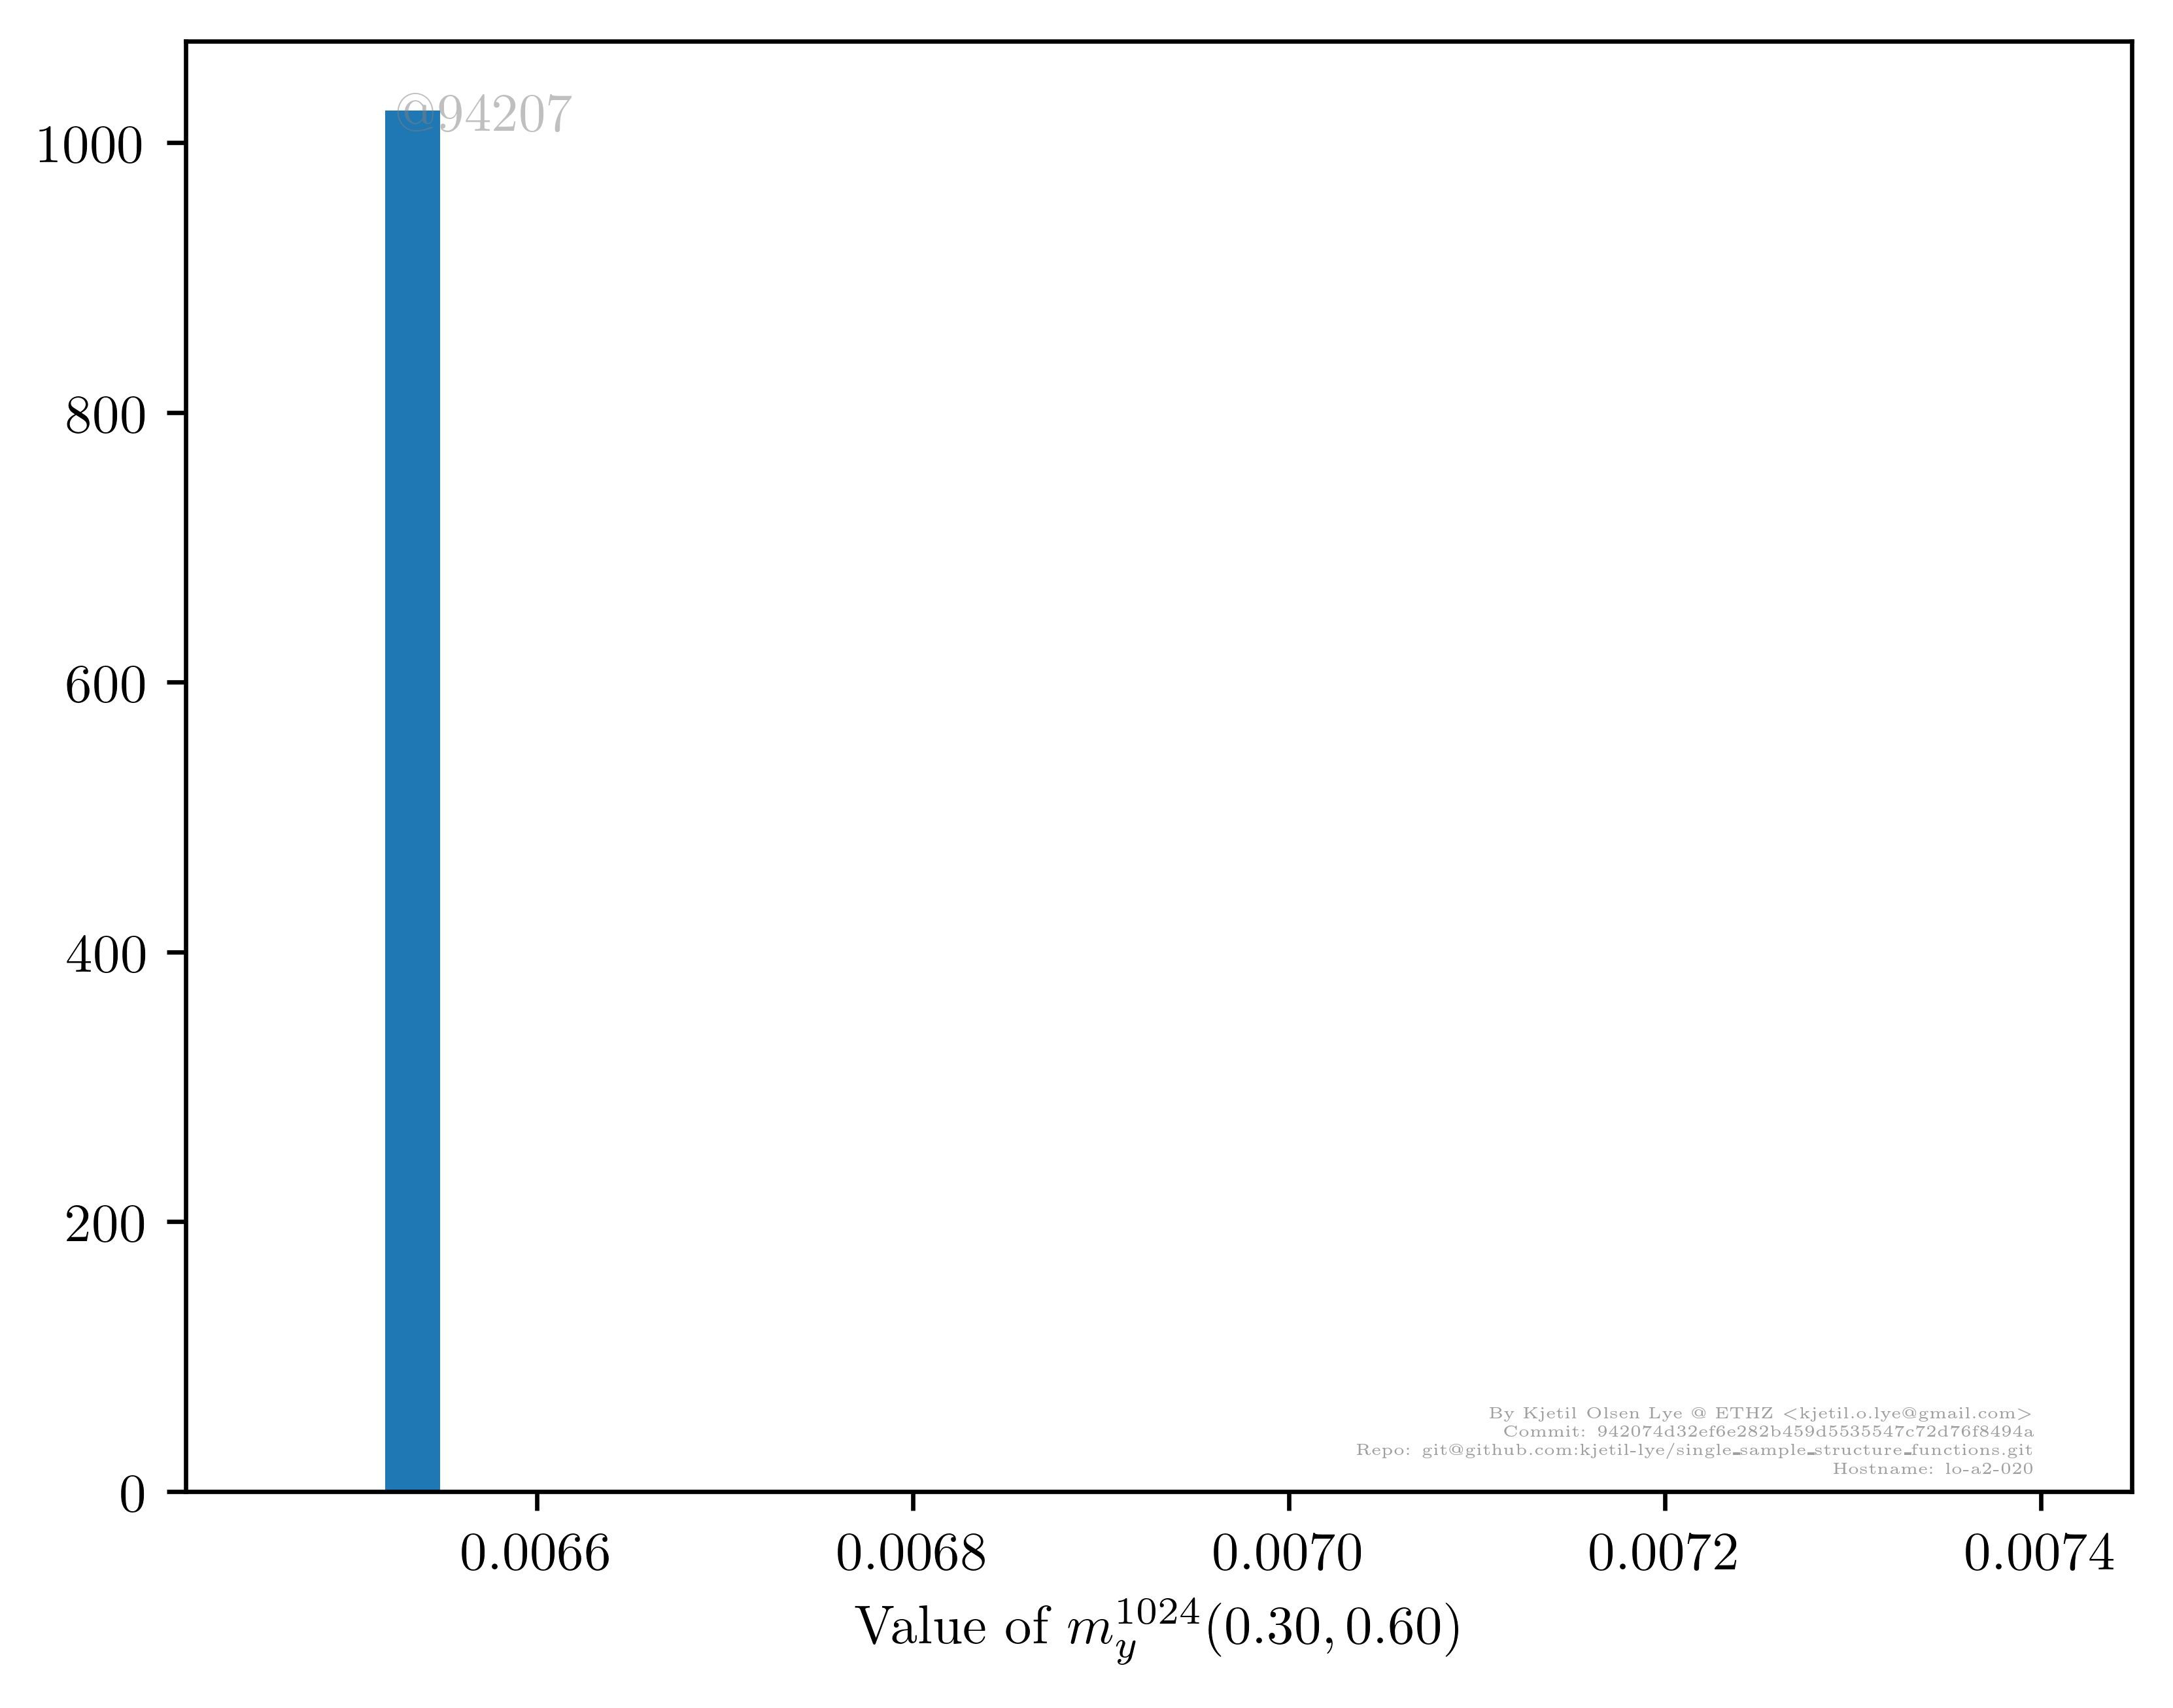 @94207
1000
800
600
400
200
0
By Kjetil Olsen Lye @ ETHZ <kjetil.o.lye@gmail.com>
Commit: 942074d32ef6e282b459d5535547c72d76f8494a
Repo: git@github.com:kjetil-lye/single_sample_structure_functions.git
Hostname: lo-a2-020
0.0066 0.0068 0.0070 0.0072 0.0074
Value of $m_y^{1024}(0.30, 0.60)$